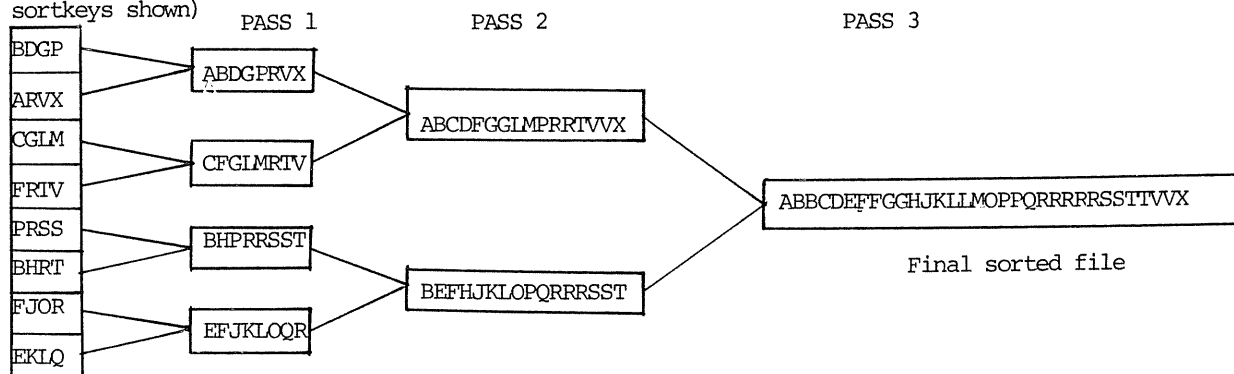 sortkeys shown)
PASS 1
PASS 2
PASS 3
BDGP
ARVX
CGLM
FRTV
PRSS
BHRT
FJOR
EKLQ
ABDGPRVX
CFGLMRTV
BHPRRSST
EFJKLOQR
ABCDFGGLMPRRTVVX
BEFHJKLOPQRRRSST
ABBCDEFFGGHJKLLMOPPQRRRRRSSTTVVX
Final sorted file